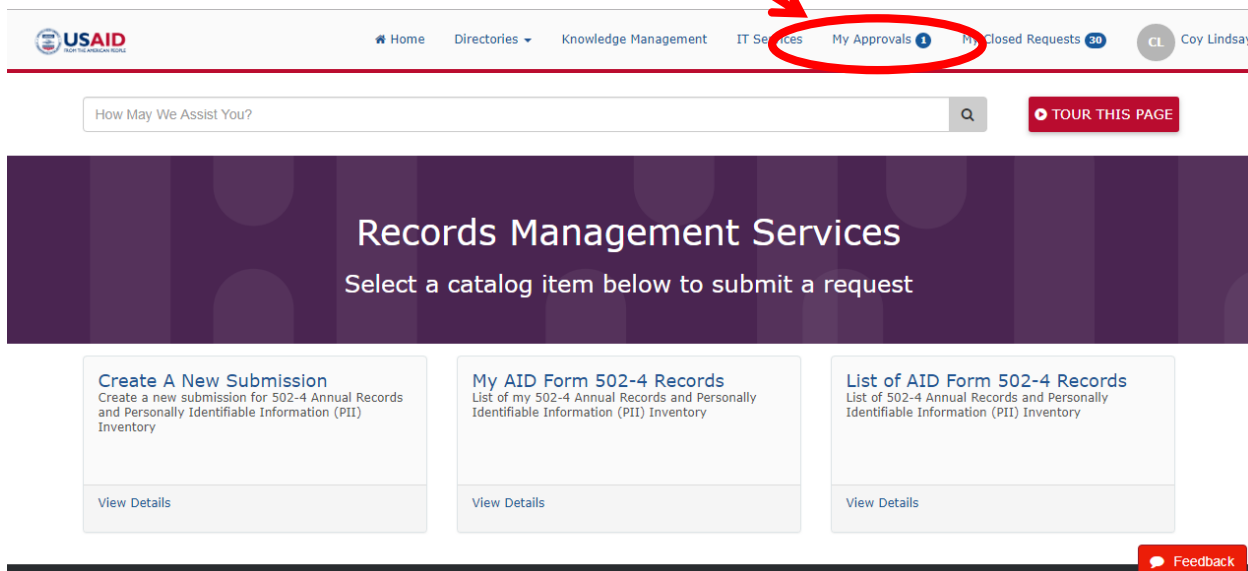 USAID
FROM THE AMERICAN PEOPLE
Home Directories Knowledge Management IT Services My Approvals 1 My Closed Requests 30 CL Coy Lindsay
How May We Assist You?
TOUR THIS PAGE
Records Management Services
Select a catalog item below to submit a request
Create A New Submission
Create a new submission for 502-4 Annual Records
and Personally Identifiable Information (PII)
Inventory
View Details
My AID Form 502-4 Records
List of my 502-4 Annual Records and Personally
Identifiable Information (PII) Inventory
View Details
List of AID Form 502-4 Records
List of 502-4 Annual Records and Personally
Identifiable Information (PII) Inventory
View Details
Feedback